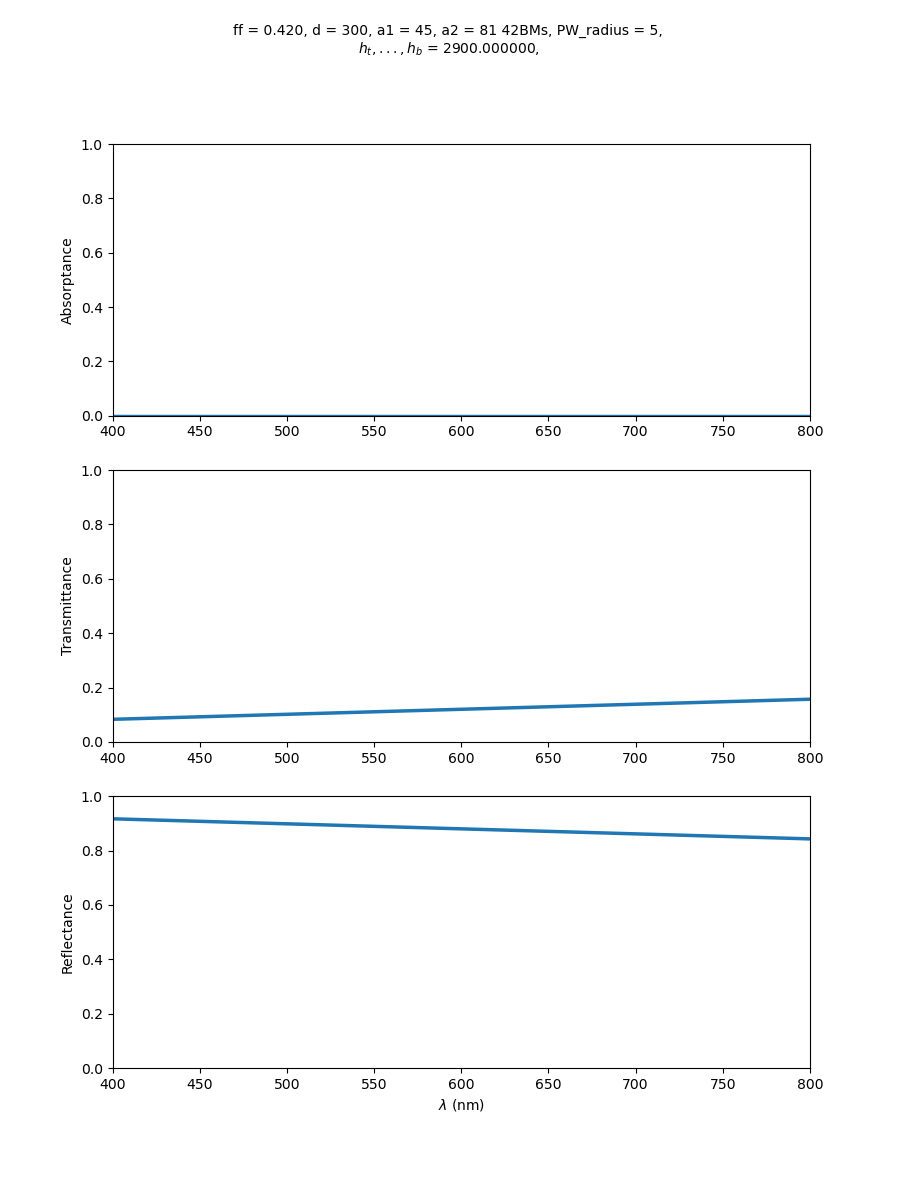 ff = 0.420, d = 300, a1 = 45, a2 = 81 42BMs, PW_radius = 5,
h_t, . . . , h_b = 2900.000000,
1.0
0.8
0.6
0.4
0.2
0.0
Absorptance
400 450 500 550 600 650 700 750 800
1.0
0.8
0.6
0.4
0.2
0.0
Transmittance
400 450 500 550 600 650 700 750 800
1.0
0.8
0.6
0.4
0.2
0.0
Reflectance
400 450 500 550 600 650 700 750 800
λ (nm)